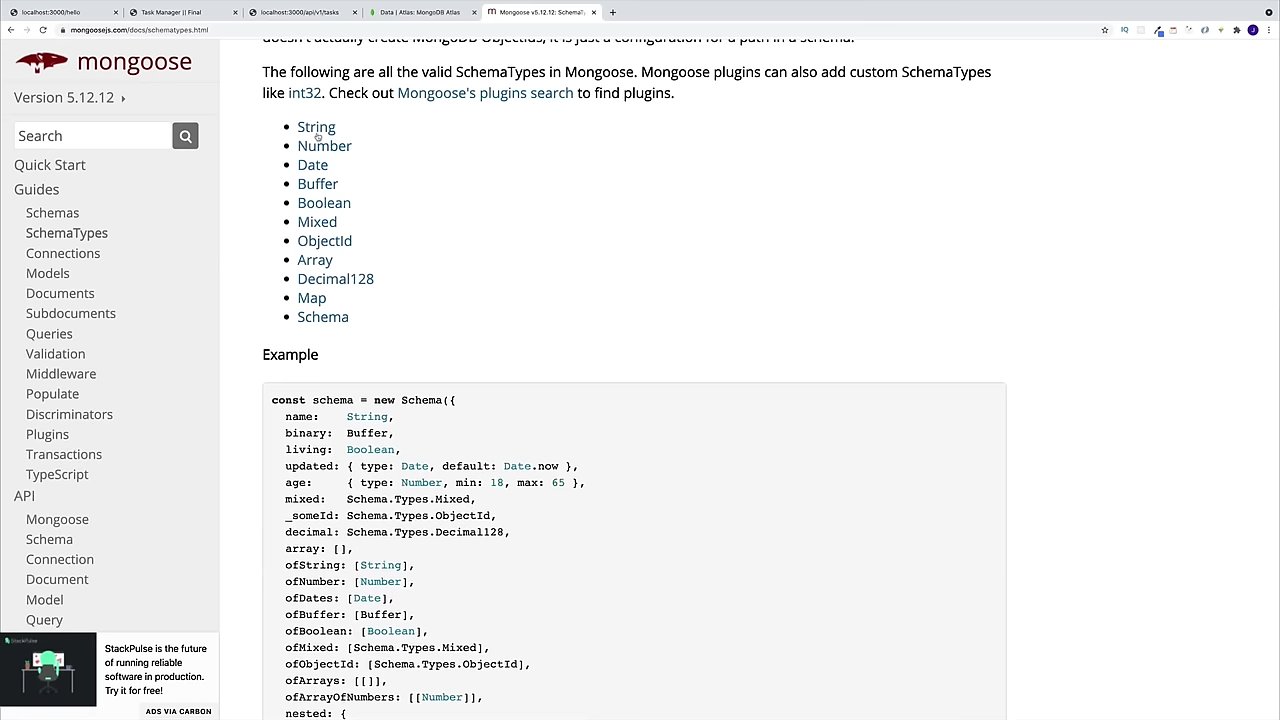 localhost:3000/hello
Task Manager || Final
localhost:3000/api/v1/tasks
Data | Atlas: MongoDB Atlas
Mongoose v5.12.12: SchemaT
mongoosejs.com/docs/schematypes.html
mongoose
Version 5.12.12
Search
Quick Start
Guides
Schemas
SchemaTypes
Connections
Models
Documents
Subdocuments
Queries
Validation
Middleware
Populate
Discriminators
Plugins
Transactions
TypeScript
API
Mongoose
Schema
Connection
Document
Model
Query
StackPulse
StackPulse is the future
of running reliable
software in production.
Try it for free!
ADS VIA CARBON
doesn't actually create MongoDB ObjectIds, it is just a configuration for a path in a schema.
The following are all the valid SchemaTypes in Mongoose. Mongoose plugins can also add custom SchemaTypes
like int32. Check out Mongoose's plugins search to find plugins.
String
Number
Date
Buffer
Boolean
Mixed
ObjectId
Array
Decimal128
Map
Schema
Example
const schema = new Schema({
name: String,
binary: Buffer,
living: Boolean,
updated: { type: Date, default: Date.now },
age: { type: Number, min: 18, max: 65 },
mixed: Schema.Types.Mixed,
_someId: Schema.Types.ObjectId,
decimal: Schema.Types.Decimal128,
array: [],
ofString: [String],
ofNumber: [Number],
ofDates: [Date],
ofBuffer: [Buffer],
ofBoolean: [Boolean],
ofMixed: [Schema.Types.Mixed],
ofObjectId: [Schema.Types.ObjectId],
ofArrays: [[]],
ofArrayOfNumbers: [[Number]],
nested: {